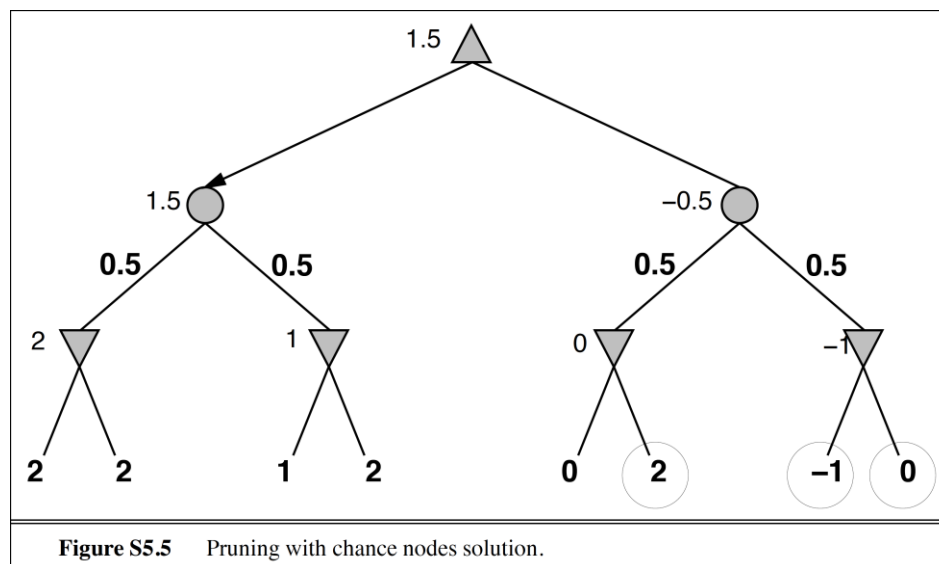 1.5
1.5 −0.5
0.5 0.5 0.5 0.5
2 1 0 −1
2 2 1 2 0 2 −1 0
Figure S5.5 Pruning with chance nodes solution.